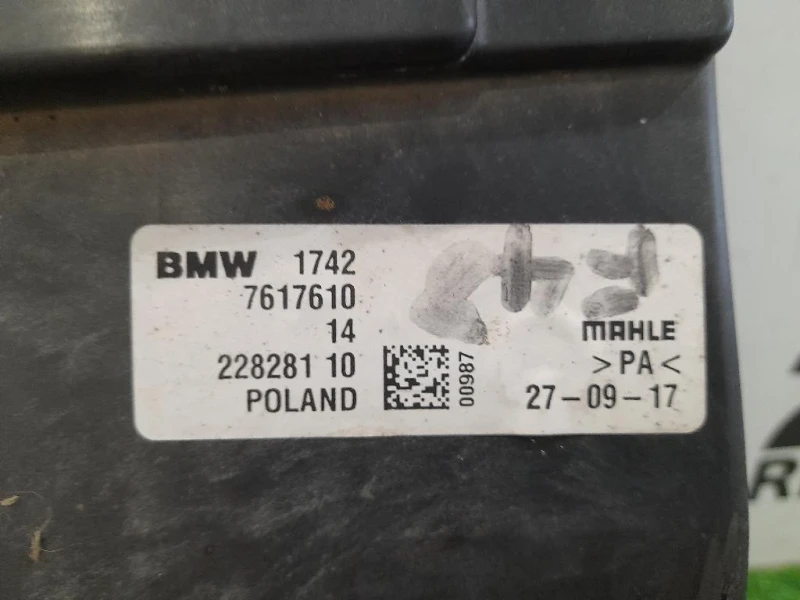 BMW 1742
7617610
14
MAHLE
228281 10
00987
>PA<
POLAND
27-09-17